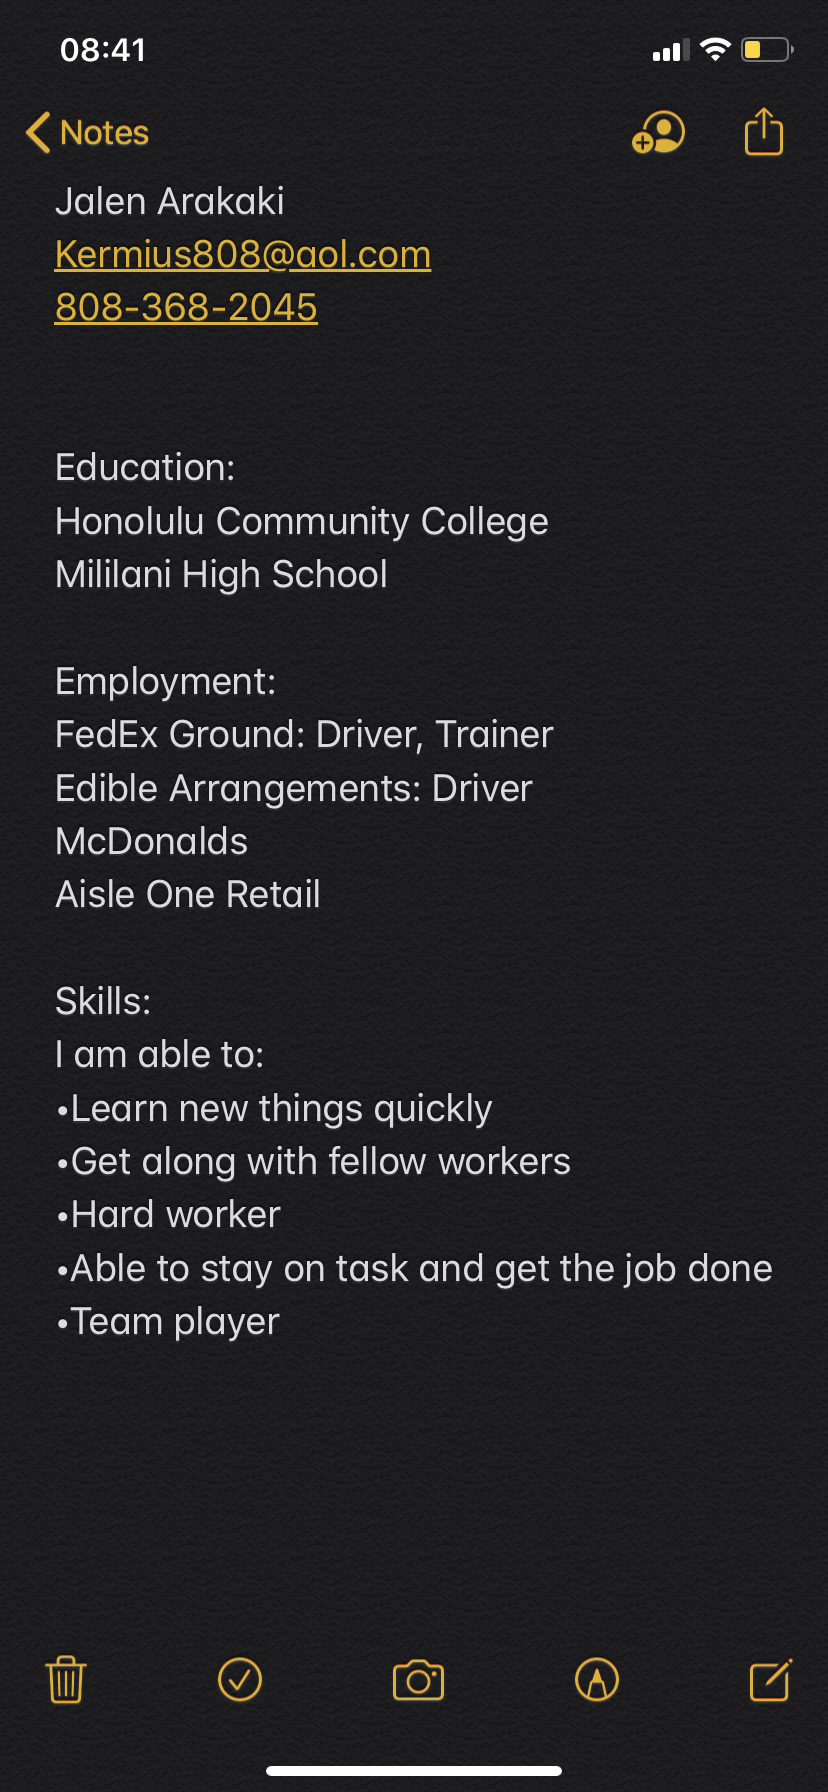 08:41
Notes
Jalen Arakaki
Kermius808@aol.com
808-368-2045
Education:
Honolulu Community College
Mililani High School
Employment:
FedEx Ground: Driver, Trainer
Edible Arrangements: Driver
McDonalds
Aisle One Retail
Skills:
I am able to:
•Learn new things quickly
•Get along with fellow workers
•Hard worker
•Able to stay on task and get the job done
•Team player